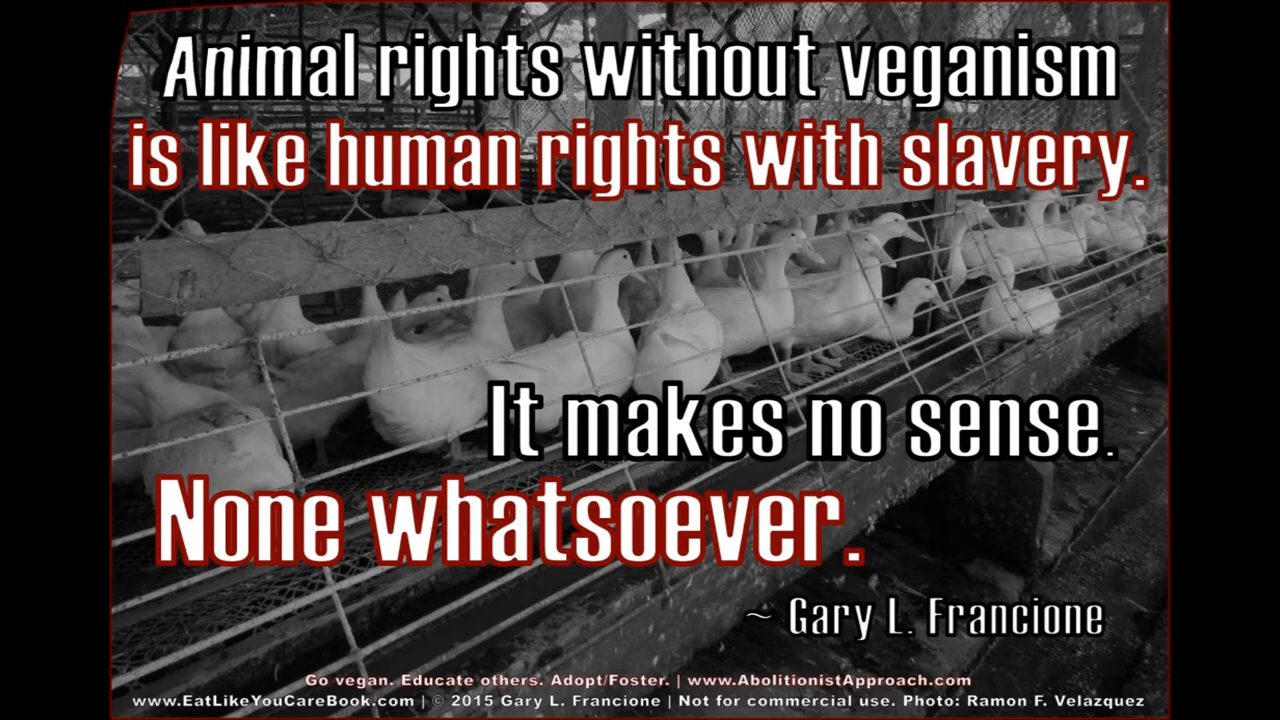 Animal rights without veganism
is like human rights with slavery.
It makes no sense.
None whatsoever.
~ Gary L. Francione
Go vegan. Educate others. Adopt/Foster. | www.AbolitionistApproach.com
www.EatLikeYouCareBook.com | © 2015 Gary L. Francione | Not for commercial use. Photo: Ramon F. Velazquez